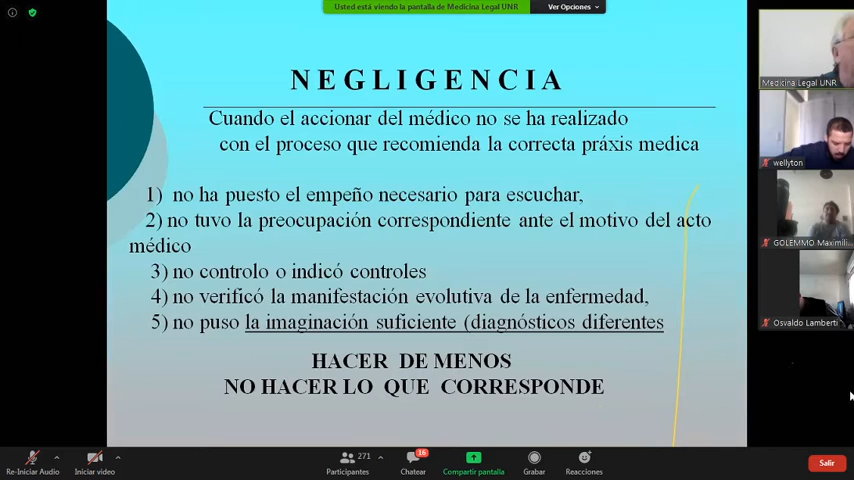 Usted está viendo la pantalla de Medicina Legal UNR
Ver Opciones
NEGLIGENCIA
Cuando el accionar del médico no se ha realizado
con el proceso que recomienda la correcta práxis medica
1) no ha puesto el empeño necesario para escuchar,
2) no tuvo la preocupación correspondiente ante el motivo del acto
médico
3) no controlo o indicó controles
4) no verificó la manifestación evolutiva de la enfermedad,
5) no puso la imaginación suficiente (diagnósticos diferentes
HACER DE MENOS
NO HACER LO QUE CORRESPONDE
Medicina Legal UNR
wellyton
GOLEMMO Maximili...
Osvaldo Lamberti
Re-Iniciar Audio
Iniciar video
271
Participantes
16
Chatear
Compartir pantalla
Grabar
Reacciones
Salir